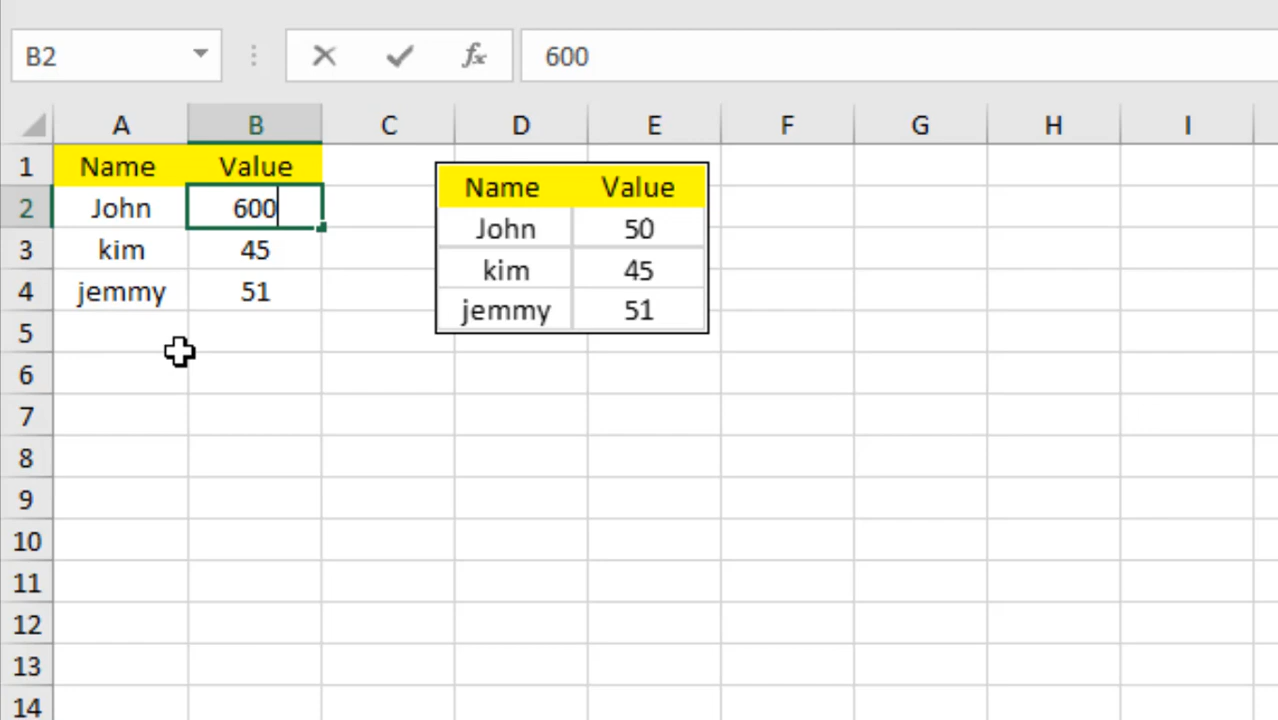 B2 fx 600
A B C D E F G H I
1 Name Value
Name Value
2 John 600
John 50
3 kim 45
kim 45
4 jemmy 51
jemmy 51
5
6
7
8
9
10
11
12
13
14